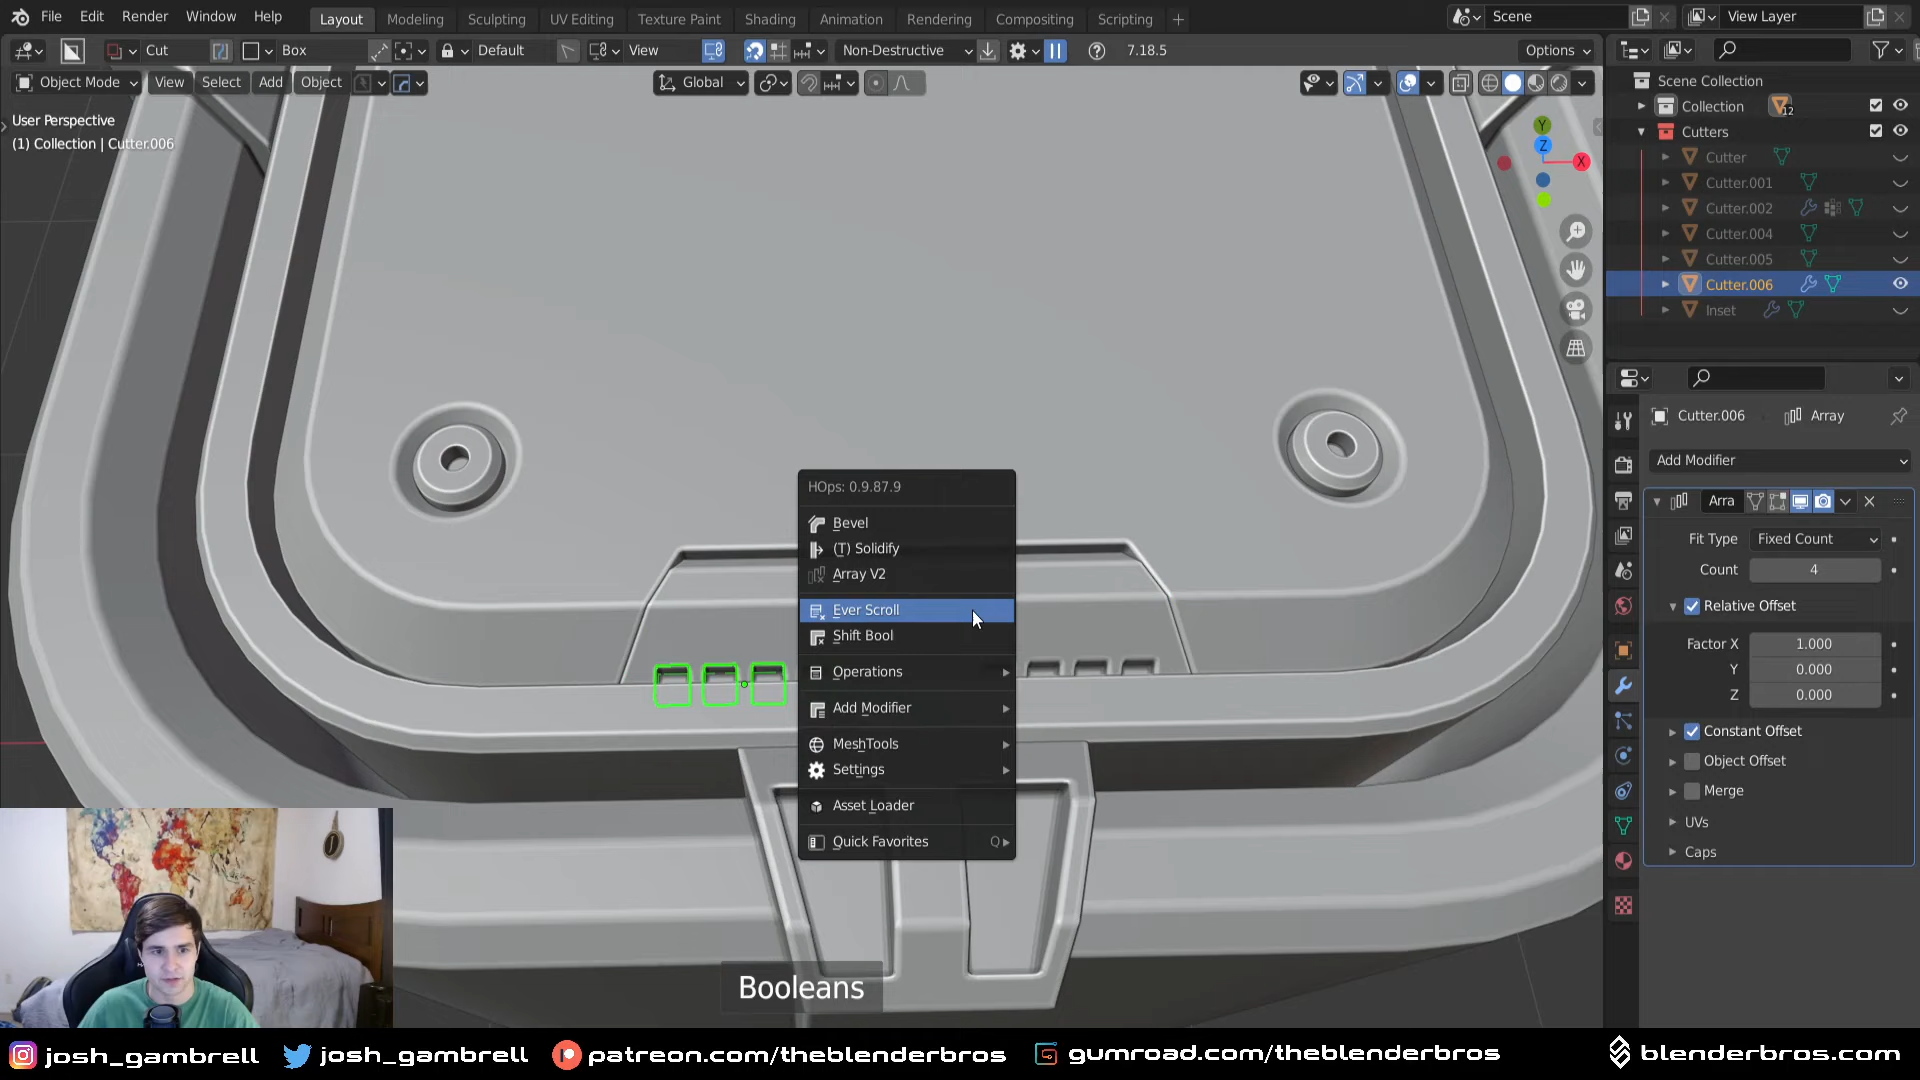 File Edit Render Window Help Layout Modeling Sculpting UV Editing Texture Paint Shading Animation Rendering Compositing Scripting + Scene View Layer
Cut Box Default View Non-Destructive 7.18.5 Options
Object Mode View Select Add Object Global
User Perspective
(1) Collection | Cutter.006
Y
Z
X
Scene Collection
Collection 12
Cutters
Cutter
Cutter.001
Cutter.002
Cutter.004
Cutter.005
Cutter.006
Inset
Cutter.006 Array
Add Modifier
Arra
Fit Type Fixed Count
Count 4
Relative Offset
Factor X 1.000
Y 0.000
Z 0.000
Constant Offset
Object Offset
Merge
UVs
Caps
HOps: 0.9.87.9
Bevel
(T) Solidify
Array V2
Ever Scroll
Shift Bool
Operations
Add Modifier
MeshTools
Settings
Asset Loader
Quick Favorites Q
Booleans
josh_gambrell josh_gambrell patreon.com/theblenderbros gumroad.com/theblenderbros blenderbros.com